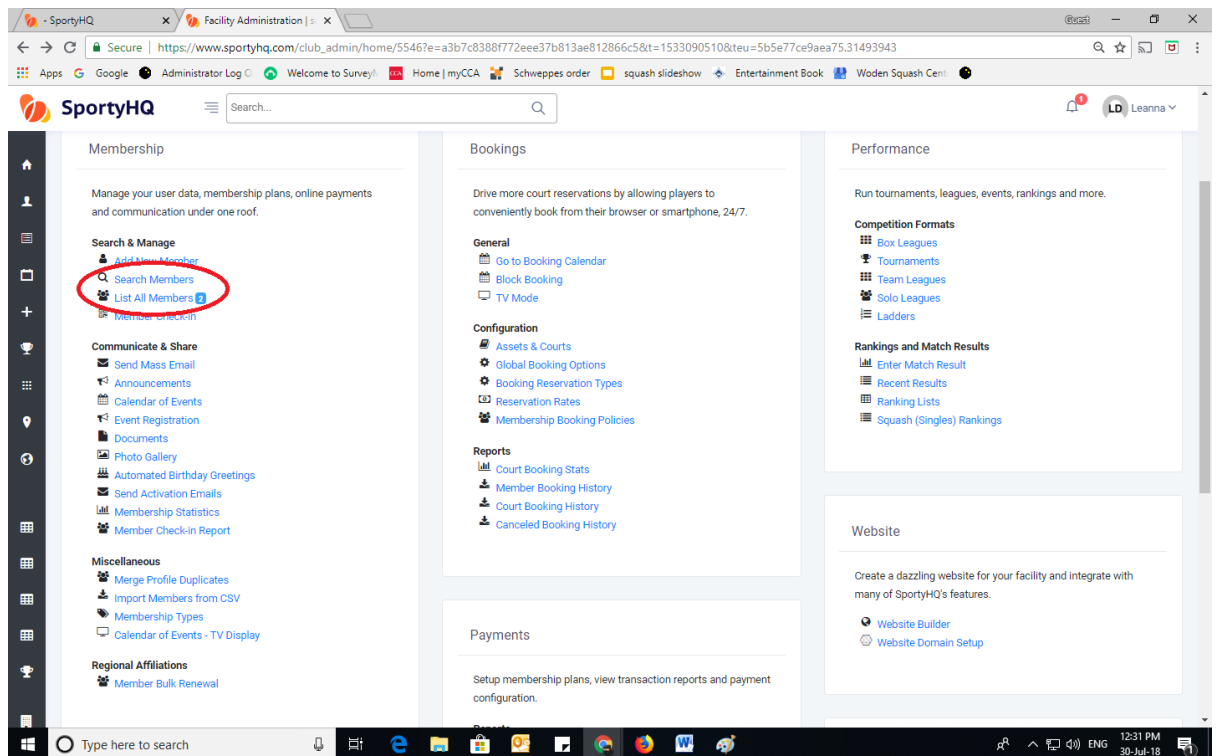 - SportyHQ
Facility Administration | s
Guest
Secure | https://www.sportyhq.com/club_admin/home/5546?e=a3b7c8388f772eee37b813ae812866c5&t=1533090510&teu=5b5e77ce9aea75.31493943
Apps
Google
Administrator Log O
Welcome to Survey
Home | myCCA
Schweppes order
squash slideshow
Entertainment Book
Woden Squash Cent
SportyHQ
Search...
1
LD Leanna
Membership
Manage your user data, membership plans, online payments
and communication under one roof.
Search & Manage
Add New Member
Search Members
List All Members 2
Member Check-in
Communicate & Share
Send Mass Email
Announcements
Calendar of Events
Event Registration
Documents
Photo Gallery
Automated Birthday Greetings
Send Activation Emails
Membership Statistics
Member Check-in Report
Miscellaneous
Merge Profile Duplicates
Import Members from CSV
Membership Types
Calendar of Events - TV Display
Regional Affiliations
Member Bulk Renewal
Bookings
Drive more court reservations by allowing players to
conveniently book from their browser or smartphone, 24/7.
General
Go to Booking Calendar
Block Booking
TV Mode
Configuration
Assets & Courts
Global Booking Options
Booking Reservation Types
Reservation Rates
Membership Booking Policies
Reports
Court Booking Stats
Member Booking History
Court Booking History
Canceled Booking History
Payments
Setup membership plans, view transaction reports and payment
configuration.
Performance
Run tournaments, leagues, events, rankings and more.
Competition Formats
Box Leagues
Tournaments
Team Leagues
Solo Leagues
Ladders
Rankings and Match Results
Enter Match Result
Recent Results
Ranking Lists
Squash (Singles) Rankings
Website
Create a dazzling website for your facility and integrate with
many of SportyHQ's features.
Website Builder
Website Domain Setup
Type here to search
ENG
12:31 PM
30-Jul-18